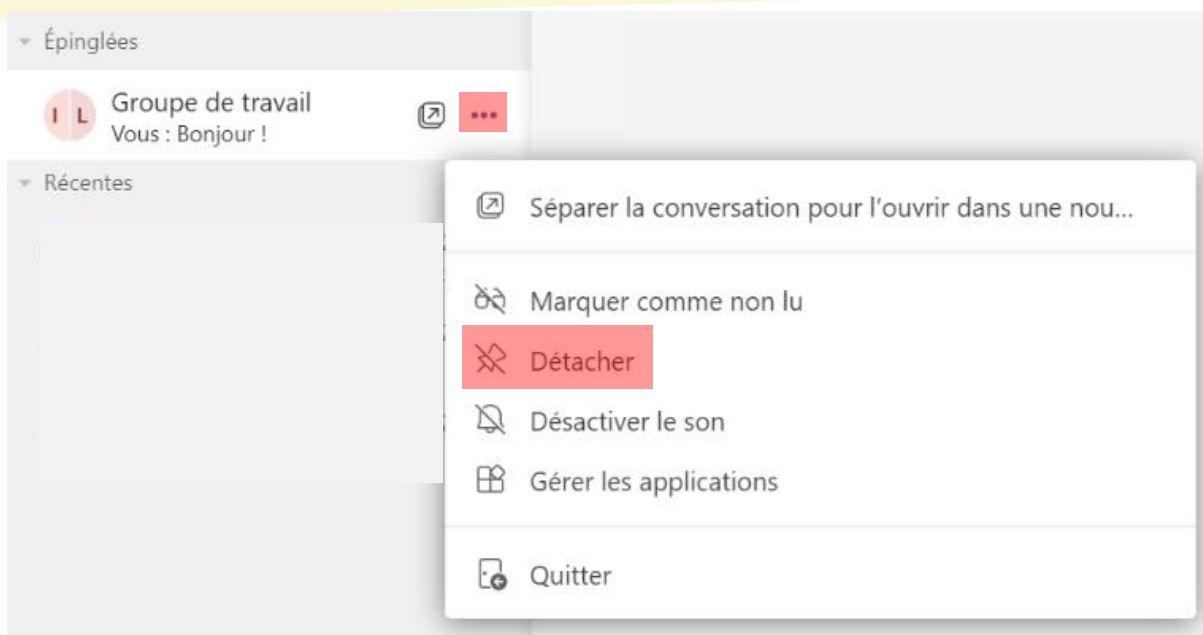 Épinglées
I L
Groupe de travail
Vous : Bonjour !
Récentes
Séparer la conversation pour l'ouvrir dans une nou...
Marquer comme non lu
Détacher
Désactiver le son
Gérer les applications
Quitter